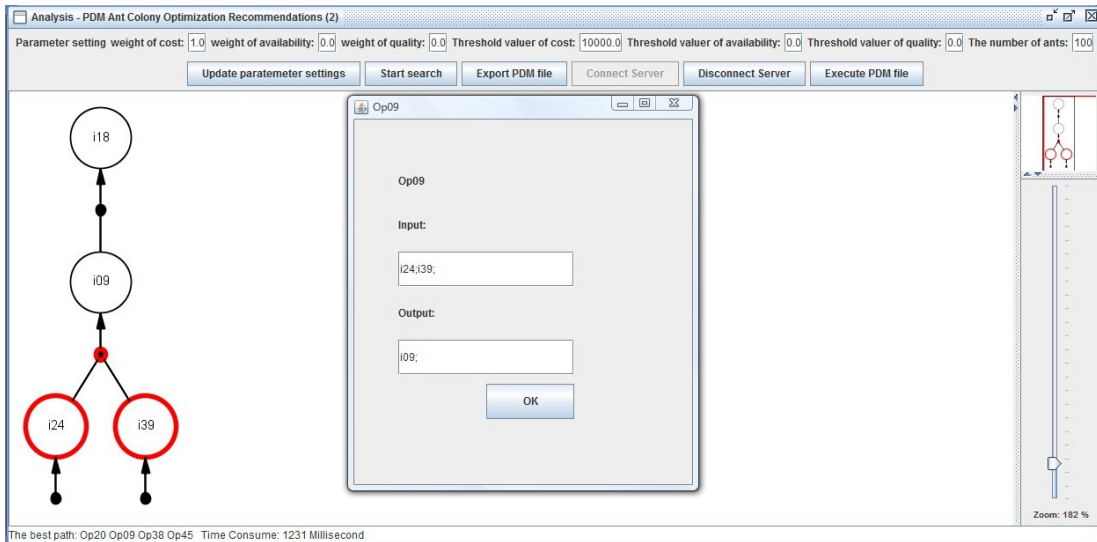 Analysis - PDM Ant Colony Optimization Recommendations (2)
Parameter setting weight of cost: 1.0 weight of availability: 0.0 weight of quality: 0.0 Threshold valuer of cost: 10000.0 Threshold valuer of availability: 0.0 Threshold valuer of quality: 0.0 The number of ants: 100
Update paratemeter settings Start search Export PDM file Connect Server Disconnect Server Execute PDM file
Op09
i18
Op09
Input:
i24;i39;
i09
Output:
i09;
OK
i24 i39
Zoom: 182 %
The best path: Op20 Op09 Op38 Op45 Time Consume: 1231 Millisecond